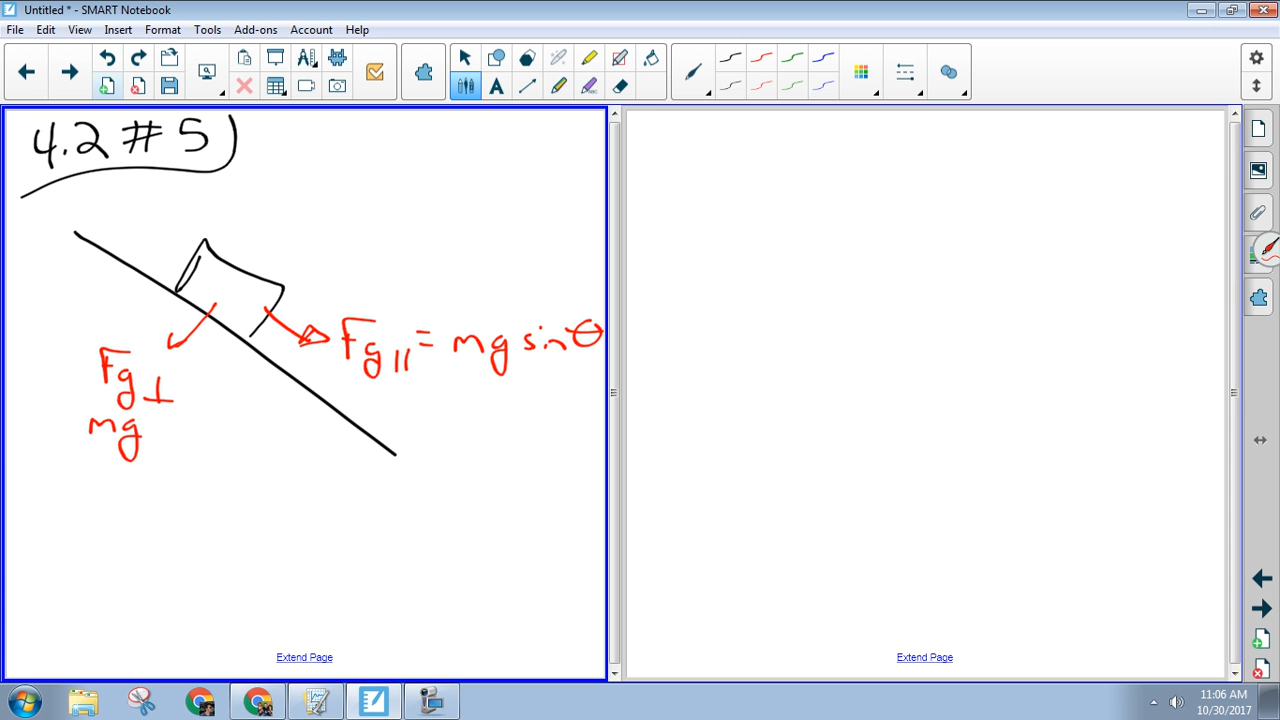 Untitled * - SMART Notebook
File Edit View Insert Format Tools Add-ons Account Help
4.2 # 5)
Fg|| = mg sinθ
Fg⊥
mg
Extend Page
Extend Page
11:06 AM
10/30/2017